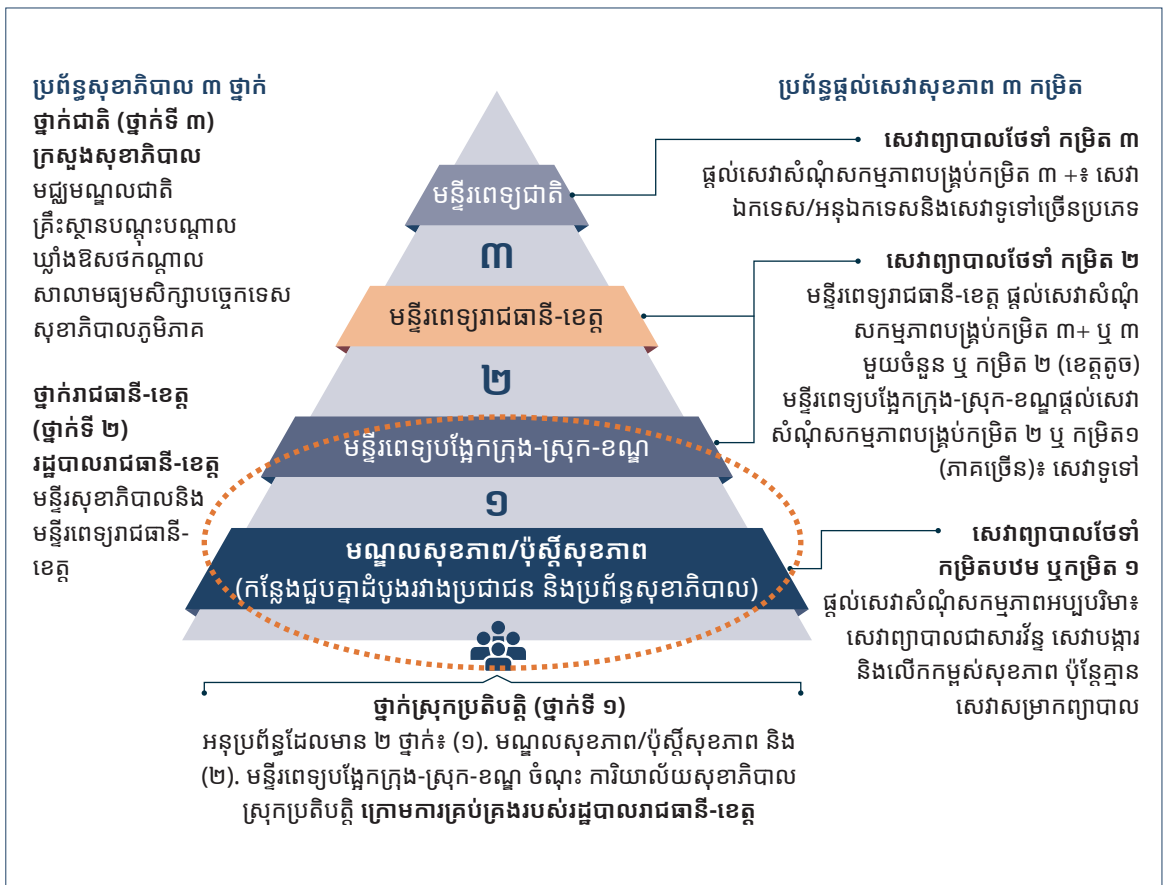 ប្រព័ន្ធសុខាភិបាល ៣ ថ្នាក់
ថ្នាក់ជាតិ (ថ្នាក់ទី ៣)
ក្រសួងសុខាភិបាល
មជ្ឈមណ្ឌលជាតិ
គ្រឹះស្ថានបណ្តុះបណ្តាល
ឃ្លាំងឱសថកណ្តាល
សាលាមធ្យមសិក្សាបច្ចេកទេស
សុខាភិបាលភូមិភាគ
ថ្នាក់រាជធានី-ខេត្ត
(ថ្នាក់ទី ២)
រដ្ឋបាលរាជធានី-ខេត្ត
មន្ទីរសុខាភិបាលនិង
មន្ទីរពេទ្យរាជធានី-
ខេត្ត
មន្ទីរពេទ្យជាតិ
៣
មន្ទីរពេទ្យរាជធានី-ខេត្ត
២
មន្ទីរពេទ្យបង្អែកក្រុង-ស្រុក-ខណ្ឌ
១
មណ្ឌលសុខភាព/ប៉ុស្តិ៍សុខភាព
(កន្លែងជួបគ្នាដំបូងរវាងប្រជាជន និងប្រព័ន្ធសុខាភិបាល)
ប្រព័ន្ធផ្តល់សេវាសុខភាព ៣ កម្រិត
សេវាព្យាបាលថែទាំ កម្រិត ៣
ផ្តល់សេវាសំណុំសកម្មភាពបង្គ្រប់កម្រិត ៣ +៖ សេវា
ឯកទេស/អនុឯកទេសនិងសេវាទូទៅច្រើនប្រភេទ
សេវាព្យាបាលថែទាំ កម្រិត ២
មន្ទីរពេទ្យរាជធានី-ខេត្ត ផ្តល់សេវាសំណុំ
សកម្មភាពបង្គ្រប់កម្រិត ៣+ ឬ ៣
មួយចំនួន ឬ កម្រិត ២ (ខេត្តតូច)
មន្ទីរពេទ្យបង្អែកក្រុង-ស្រុក-ខណ្ឌផ្តល់សេវា
សំណុំសកម្មភាពបង្គ្រប់កម្រិត ២ ឬ កម្រិត១
(ភាគច្រើន)៖ សេវាទូទៅ
សេវាព្យាបាលថែទាំ
កម្រិតបឋម ឬកម្រិត ១
ផ្តល់សេវាសំណុំសកម្មភាពអប្បបរិមា៖
សេវាព្យាបាលជាសារវ័ន្ទ សេវាបង្ការ
និងលើកកម្ពស់សុខភាព ប៉ុន្តែគ្មាន
សេវាសម្រាកព្យាបាល
ថ្នាក់ស្រុកប្រតិបត្តិ (ថ្នាក់ទី ១)
អនុប្រព័ន្ធដែលមាន ២ ថ្នាក់៖ (១). មណ្ឌលសុខភាព/ប៉ុស្តិ៍សុខភាព និង
(២). មន្ទីរពេទ្យបង្អែកក្រុង-ស្រុក-ខណ្ឌ ចំណុះ ការិយាល័យសុខាភិបាល
ស្រុកប្រតិបត្តិ ក្រោមការគ្រប់គ្រងរបស់រដ្ឋបាលរាជធានី-ខេត្ត